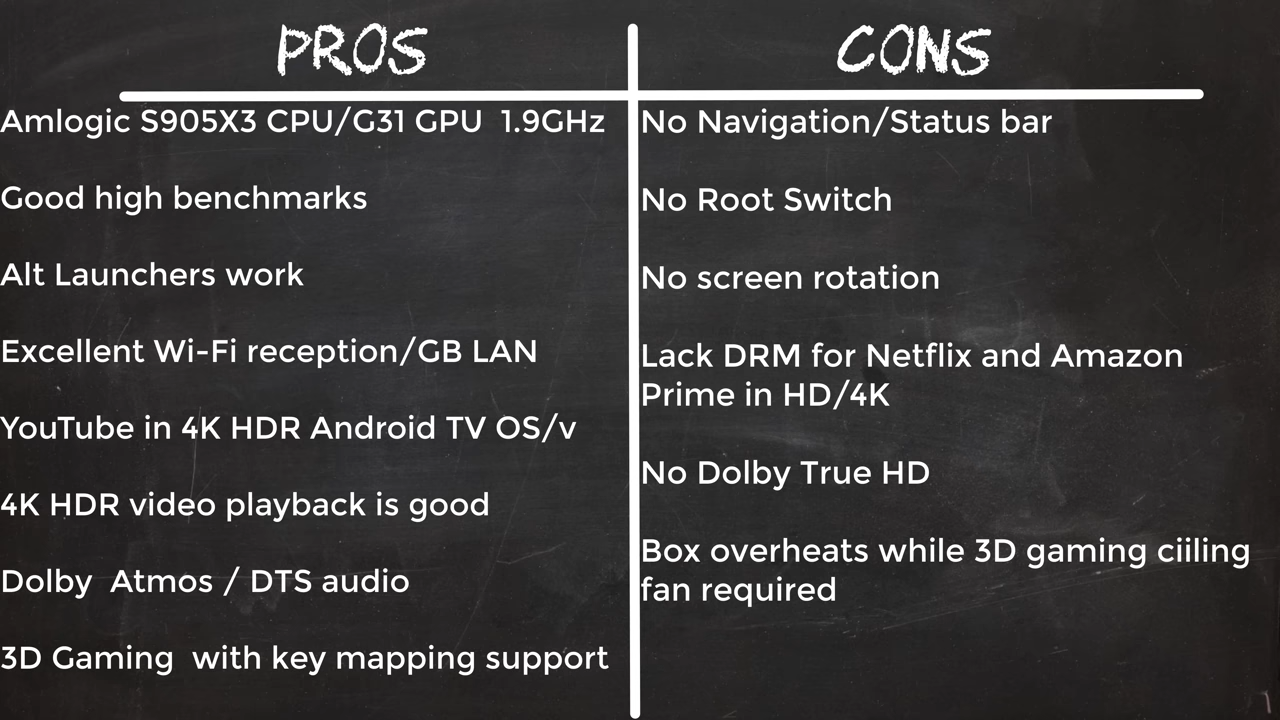 PROS
Amlogic S905X3 CPU/G31 GPU  1.9GHz
Good high benchmarks
Alt Launchers work
Excellent Wi-Fi reception/GB LAN
YouTube in 4K HDR Android TV OS/v
4K HDR video playback is good
Dolby  Atmos / DTS audio
3D Gaming  with key mapping support
CONS
No Navigation/Status bar
No Root Switch
No screen rotation
Lack DRM for Netflix and Amazon
Prime in HD/4K
No Dolby True HD
Box overheats while 3D gaming ciiling
fan required